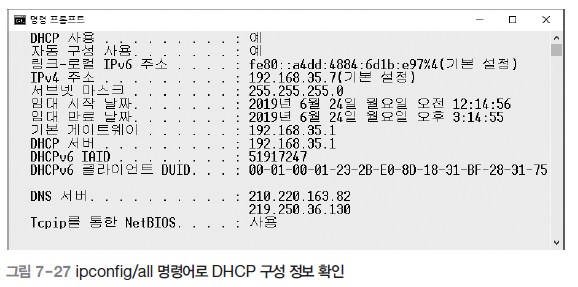 명령 프롬프트
DHCP 사용 . . . . . . . . . . : 예
자동 구성 사용. . . . . . . . : 예
링크-로컬 IPv6 주소 . . . . . : fe80::a4dd:4884:6d1b:e97%4(기본 설정)
IPv4 주소 . . . . . . . . . : 192.168.35.7(기본 설정)
서브넷 마스크 . . . . . . . . : 255.255.255.0
임대 시작 날짜. . . . . . . . : 2019년 6월 24일 월요일 오전 12:14:56
임대 만료 날짜. . . . . . . . : 2019년 6월 24일 월요일 오후 3:14:55
기본 게이트웨이 . . . . . . . : 192.168.35.1
DHCP 서버 . . . . . . . . . . : 192.168.35.1
DHCPv6 IAID . . . . . . . . . : 51917247
DHCPv6 클라이언트 DUID. . . : 00-01-00-01-23-2B-E0-8D-18-31-BF-28-31-75
DNS 서버. . . . . . . . . . : 210.220.163.82
219.250.36.130
Tcpip를 통한 NetBIOS. . . . : 사용
그림 7-27 ipconfig/all 명령어로 DHCP 구성 정보 확인